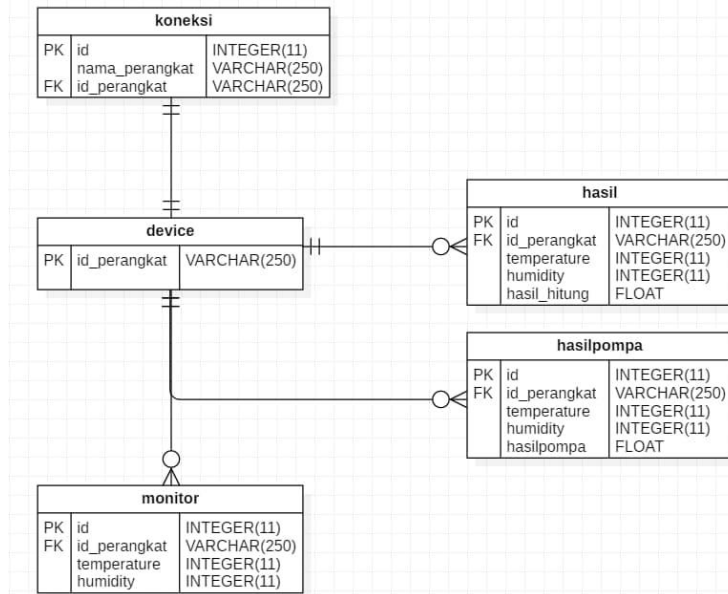 koneksi
PK id INTEGER(11)
nama_perangkat VARCHAR(250)
FK id_perangkat VARCHAR(250)
device
PK id_perangkat VARCHAR(250)
hasil
PK id INTEGER(11)
FK id_perangkat VARCHAR(250)
temperature INTEGER(11)
humidity INTEGER(11)
hasil_hitung FLOAT
hasilpompa
PK id INTEGER(11)
FK id_perangkat VARCHAR(250)
temperature INTEGER(11)
humidity INTEGER(11)
hasilpompa FLOAT
monitor
PK id INTEGER(11)
FK id_perangkat VARCHAR(250)
temperature INTEGER(11)
humidity INTEGER(11)